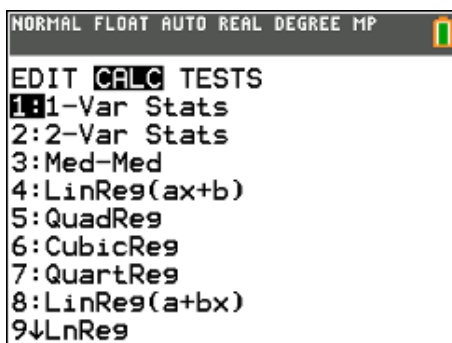 NORMAL FLOAT AUTO REAL DEGREE MP
EDIT CALC TESTS
1:1-Var Stats
2:2-Var Stats
3:Med-Med
4:LinReg(ax+b)
5:QuadReg
6:CubicReg
7:QuartReg
8:LinReg(a+bx)
9↓LnReg